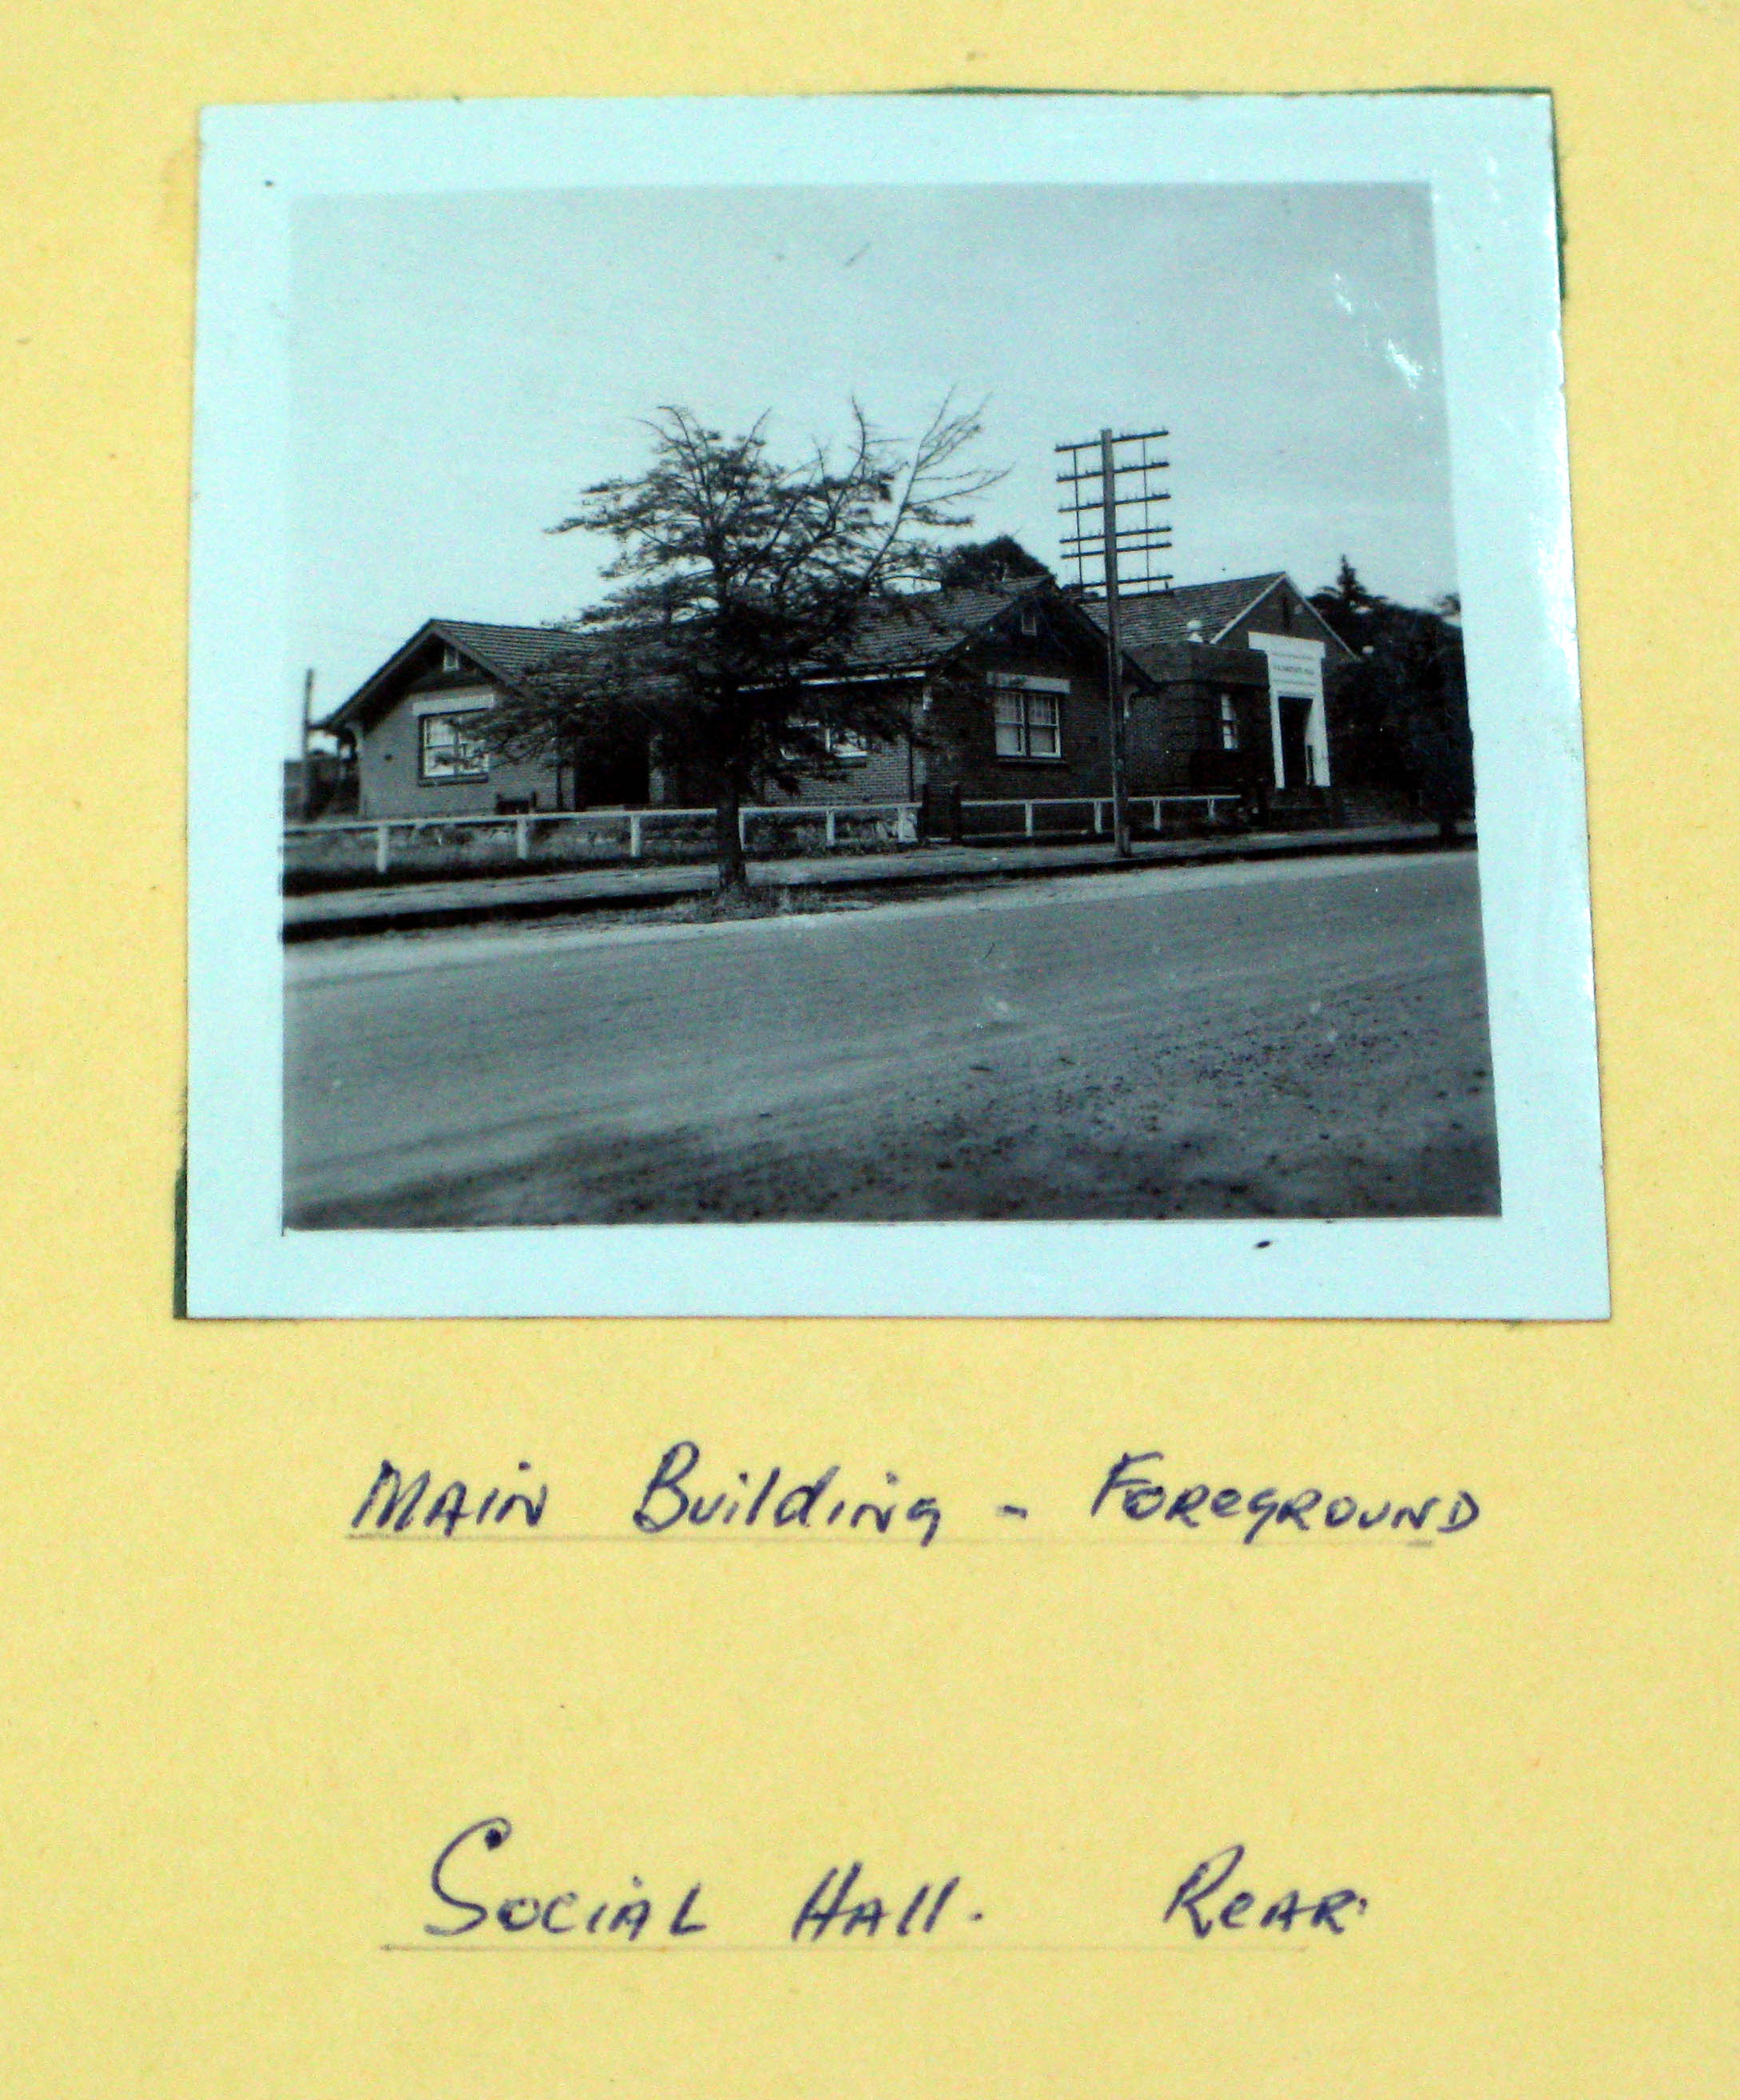 Main Building - Foreground
Social Hall. Rear.